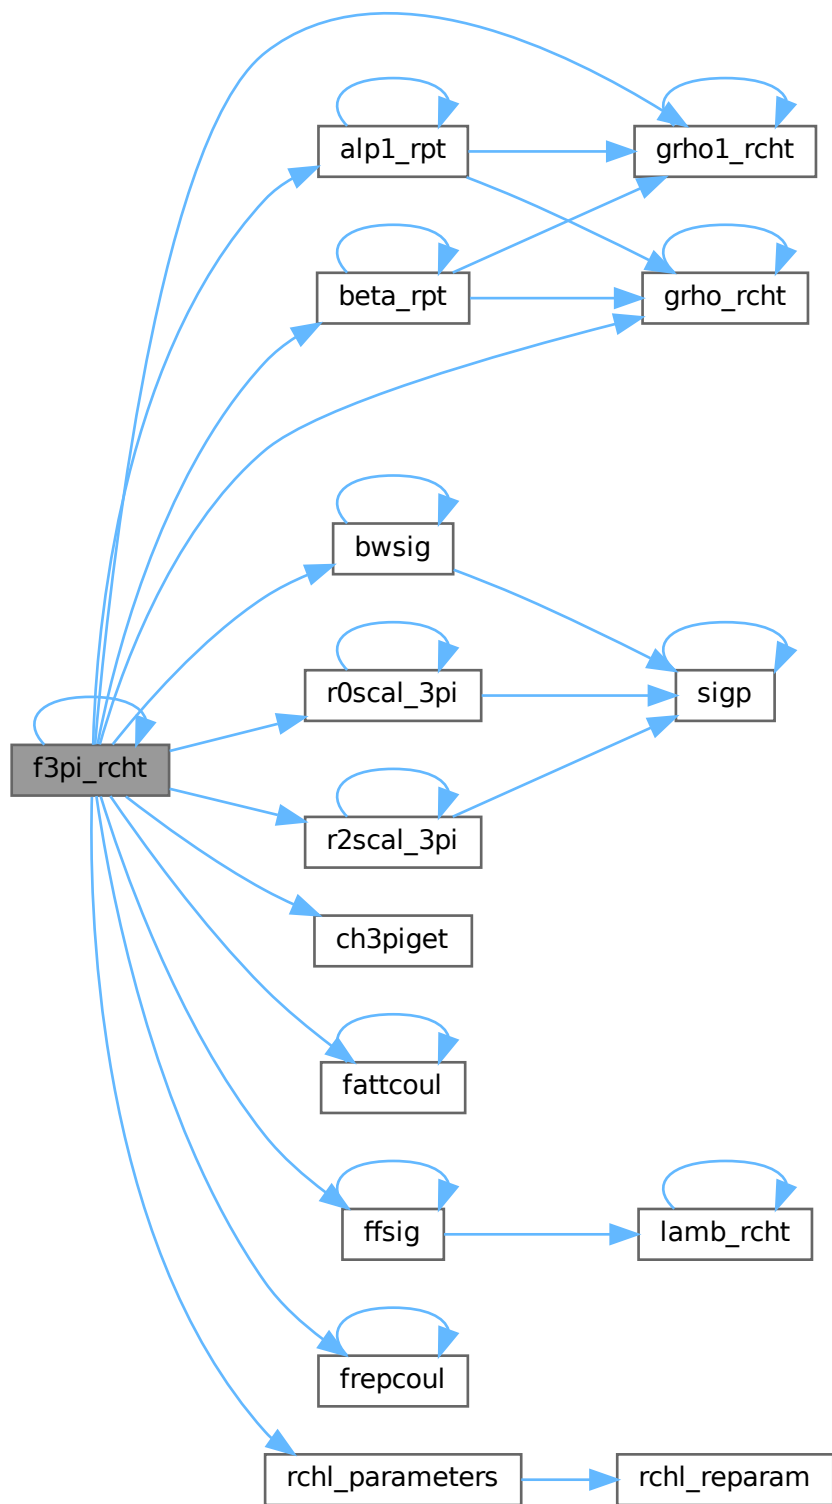 alp1_rpt
grho1_rcht
beta_rpt
grho_rcht
bwsig
r0scal_3pi
sigp
f3pi_rcht
r2scal_3pi
ch3piget
fattcoul
ffsig
lamb_rcht
frepcoul
rchl_parameters
rchl_reparam